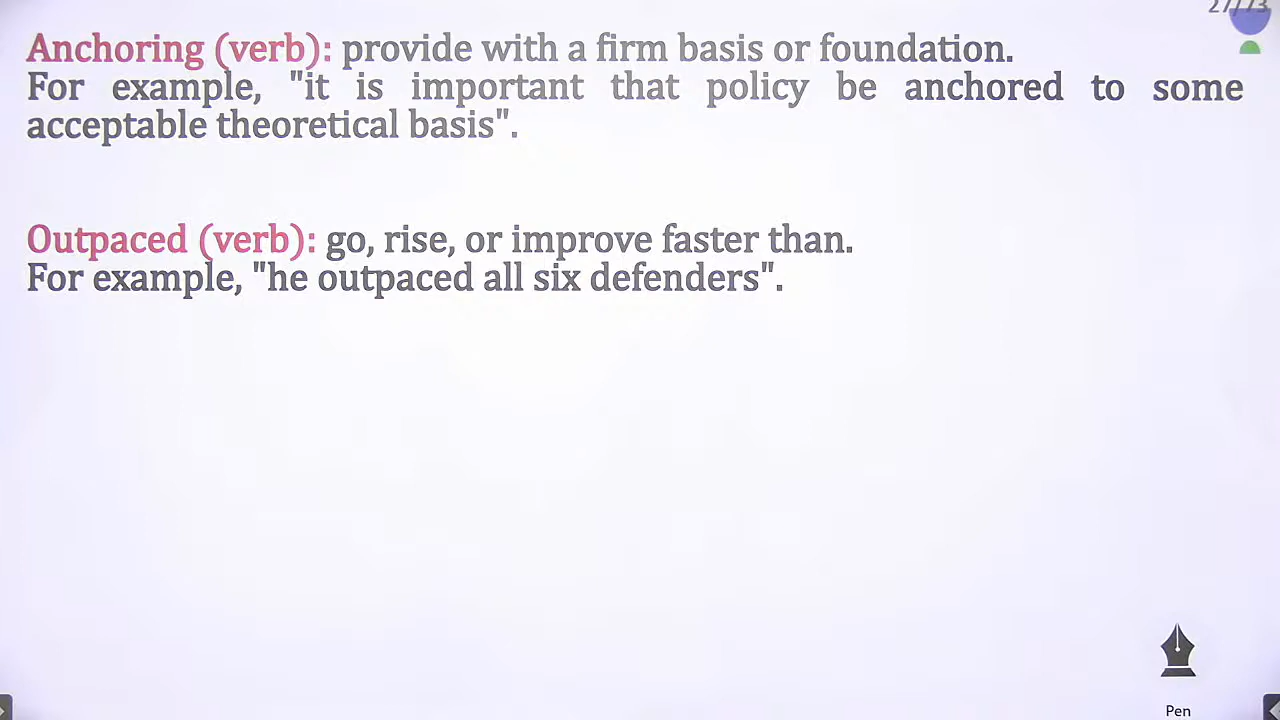 27/73
Anchoring (verb): provide with a firm basis or foundation.
For example, "it is important that policy be anchored to some
acceptable theoretical basis".
Outpaced (verb): go, rise, or improve faster than.
For example, "he outpaced all six defenders".
Pen